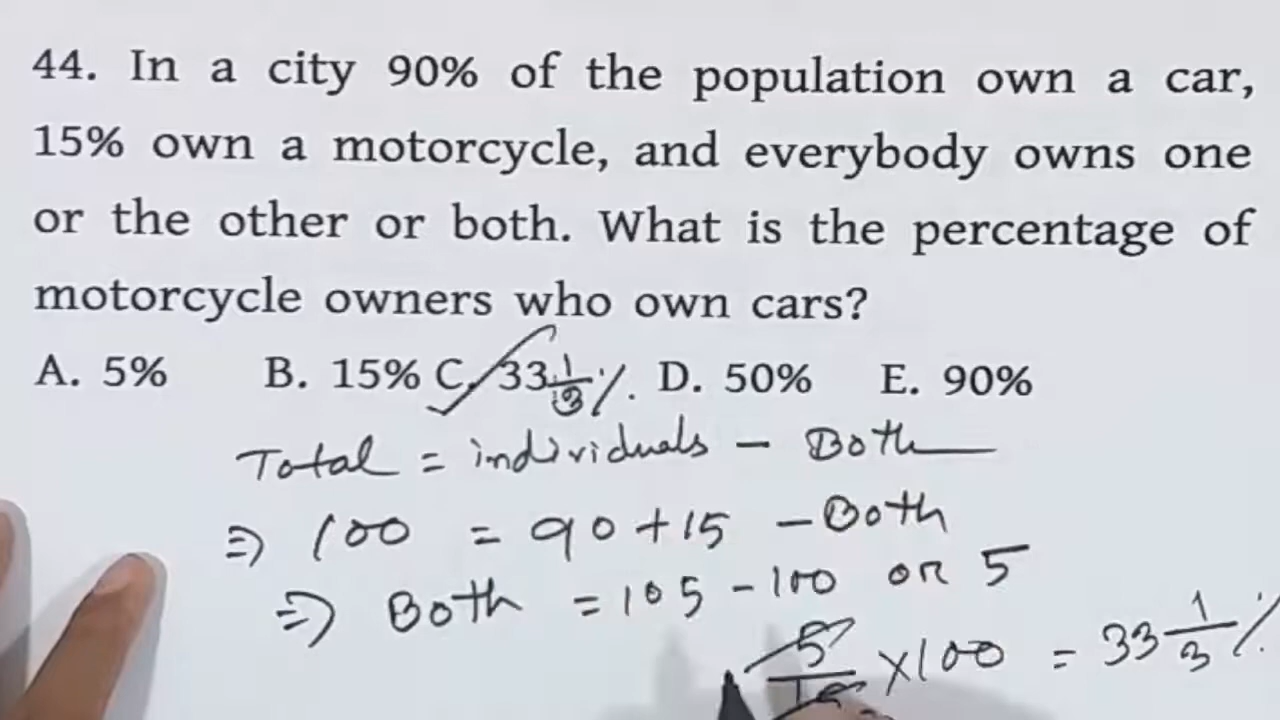 44. In a city 90% of the population own a car,
15% own a motorcycle, and everybody owns one
or the other or both. What is the percentage of
motorcycle owners who own cars?
A. 5% B. 15% C. 33 1/3 %. D. 50% E. 90%
Total = individuals - Both
⇒ 100 = 90 + 15 - Both
⇒ Both = 105 - 100 or 5
5/15 × 100 = 33 1/3 %